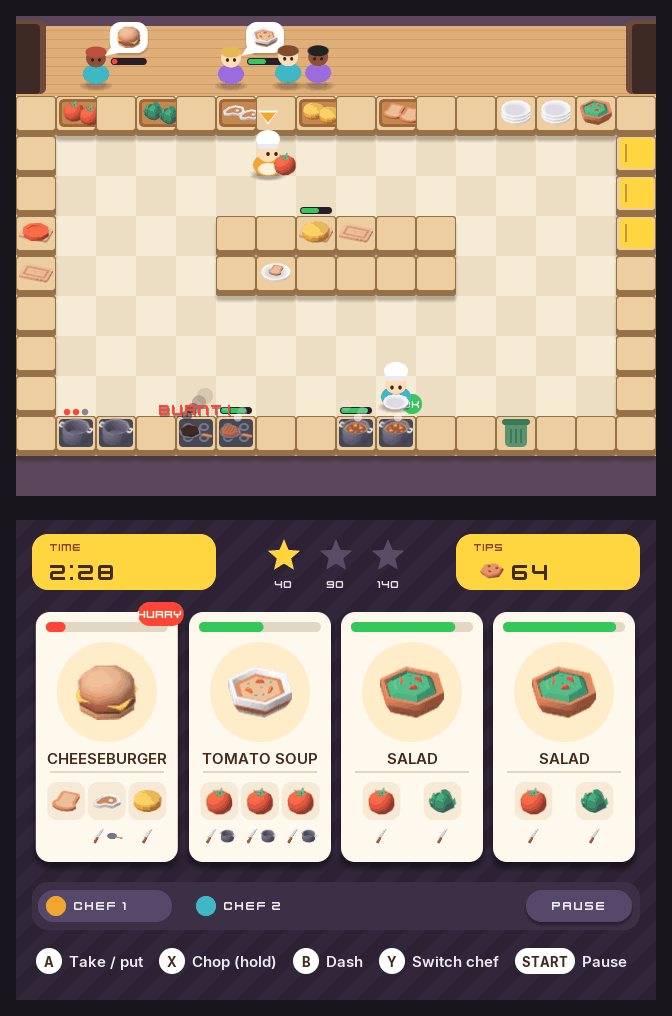 BURNT!
OK
TIME
2:28
40
90
140
TIPS
64
HURRY
CHEESEBURGER
TOMATO SOUP
SALAD
SALAD
CHEF 1
CHEF 2
PAUSE
A Take / put
X Chop (hold)
B Dash
Y Switch chef
START Pause